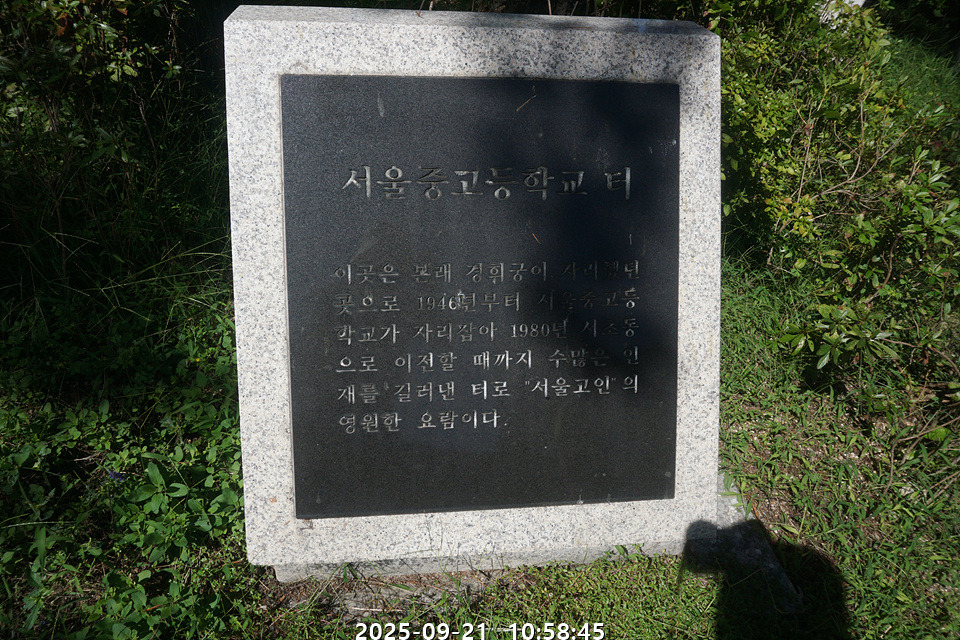 서울중고등학교 터
이곳은 본래 경희궁이 자리했던
곳으로 1946년부터 서울중고등
학교가 자리잡아 1980년 서초동
으로 이전할 때까지 수많은 인
재를 길러낸 터로 "서울고인"의
영원한 요람이다.
2025-09-21 10:58:45